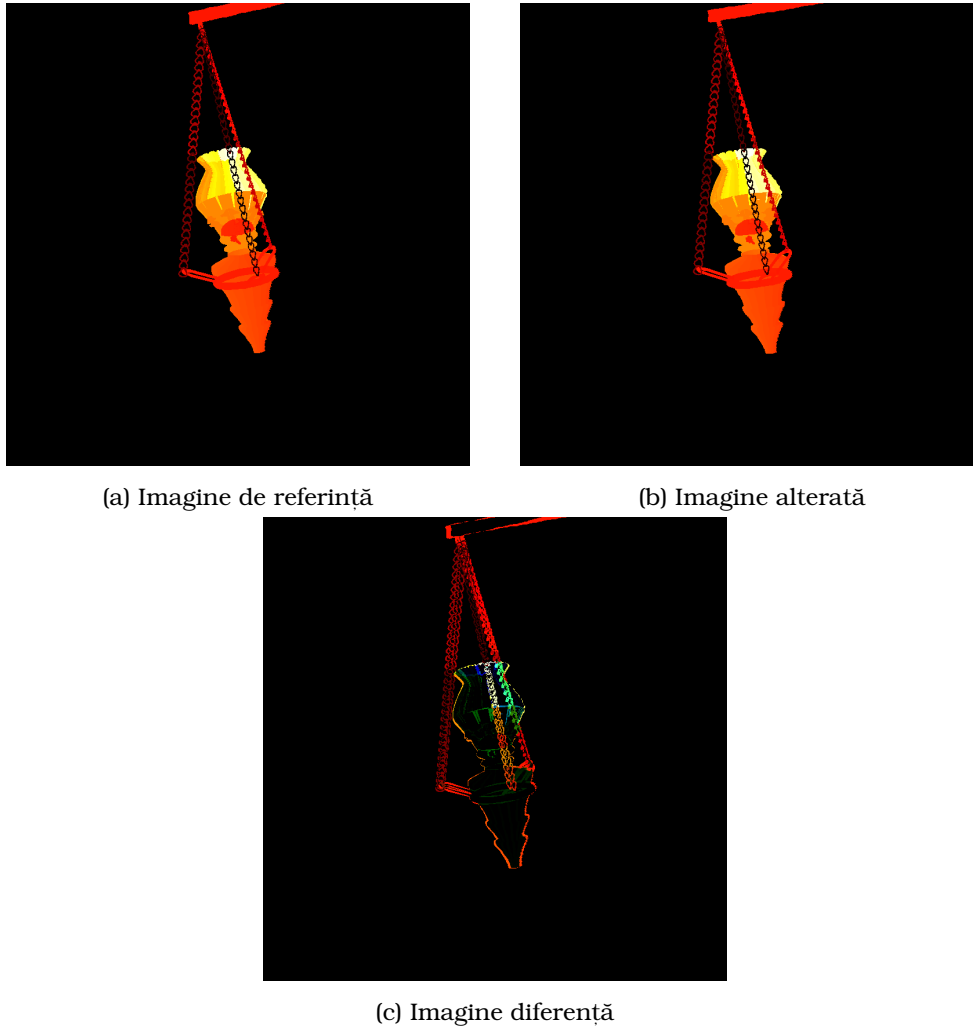 (a) Imagine de referință
(b) Imagine alterată
(c) Imagine diferență